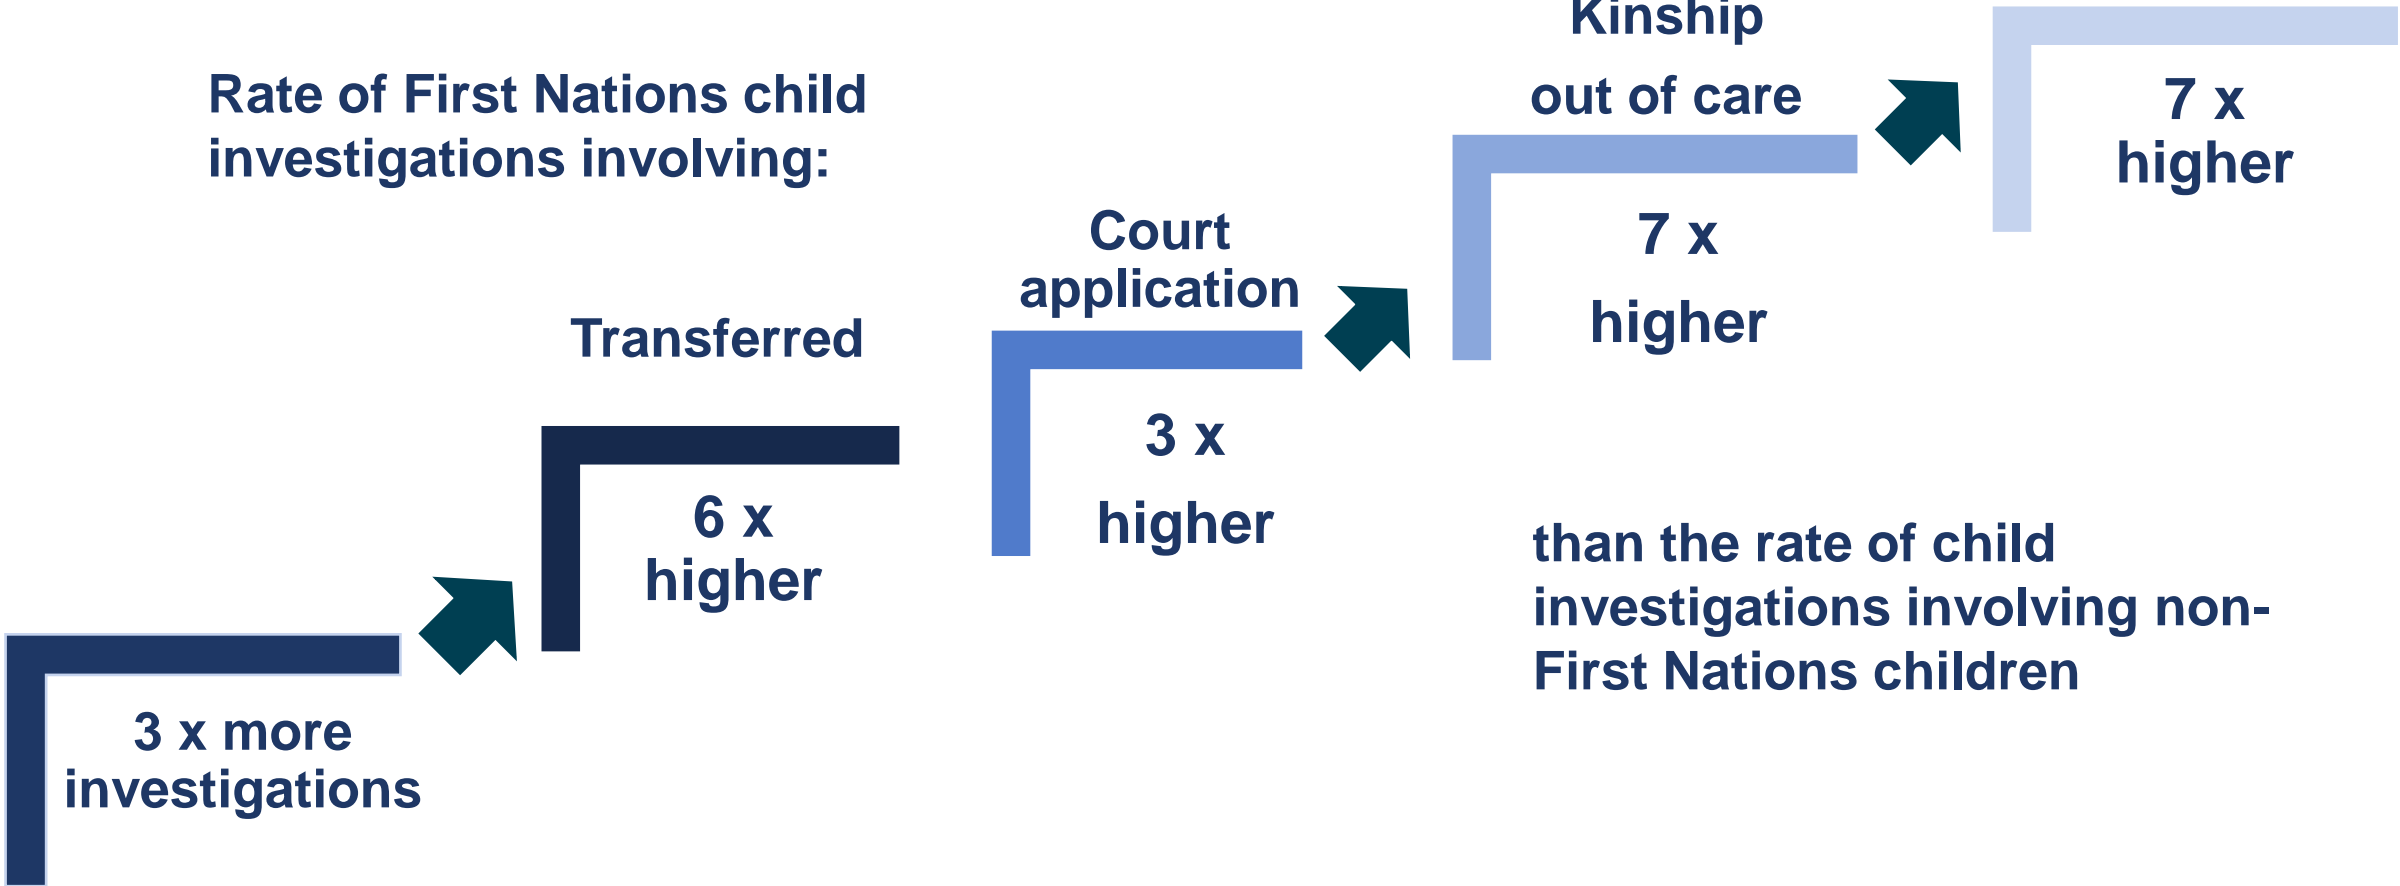 Rate of First Nations child
investigations involving:
3 x more
investigations
Transferred
6 x
higher
Court
application
3 x
higher
Kinship
out of care
7 x
higher
7 x
higher
than the rate of child
investigations involving non-
First Nations children